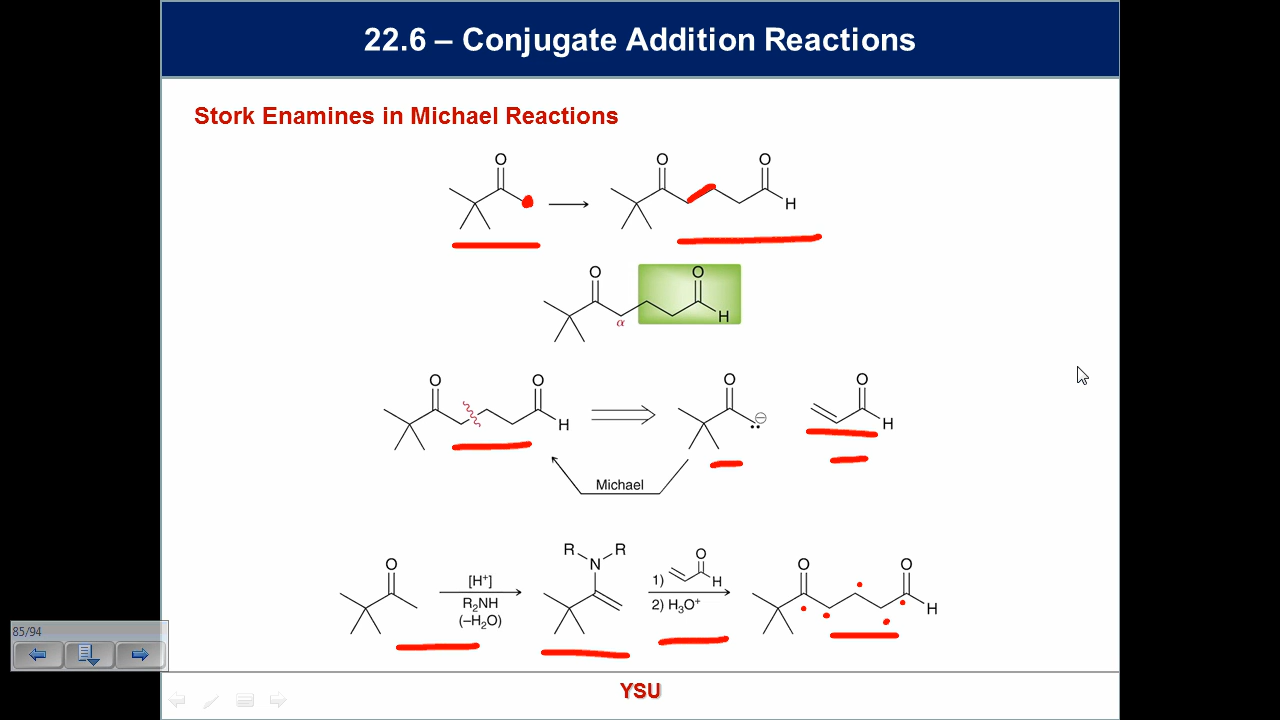 22.6 – Conjugate Addition Reactions
Stork Enamines in Michael Reactions
O
O
O
H
O
O
α
H
O
O
H
O
⊖
O
H
Michael
O
[H⁺]
R₂NH
(–H₂O)
R
R
N
1)
O
H
2) H₃O⁺
O
O
H
85/94
YSU